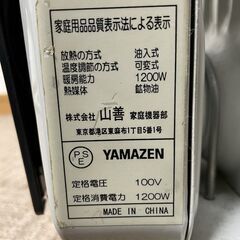 家庭用品品質表示法による表示
放熱の方式 油入式
温度調節の方式 可変式
暖房能力 1200W
熱媒体 鉱物油
株式会社 山善 家庭機器部
東京都港区東麻布1丁目5番1号
PSE YAMAZEN
定格電圧 100V
定格消費電力 1200W
MADE IN CHINA